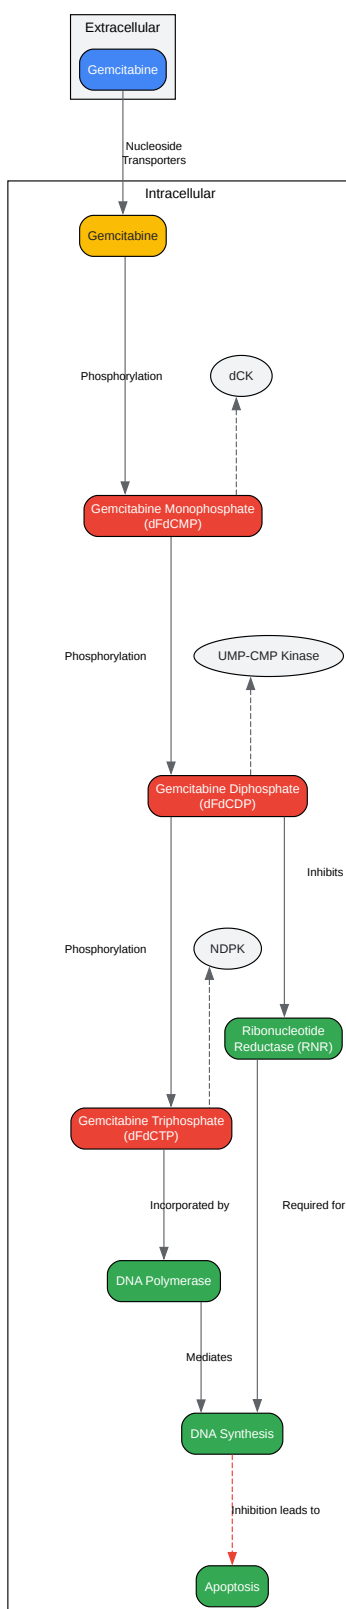 Extracellular
Gemcitabine
Nucleoside
Transporters
Intracellular
Gemcitabine
Phosphorylation
dCK
Gemcitabine Monophosphate
(dFdCMP)
Phosphorylation
UMP-CMP Kinase
Gemcitabine Diphosphate
(dFdCDP)
Inhibits
Phosphorylation
NDPK
Ribonucleotide
Reductase (RNR)
Gemcitabine Triphosphate
(dFdCTP)
Incorporated by
Required for
DNA Polymerase
Mediates
DNA Synthesis
Inhibition leads to
Apoptosis